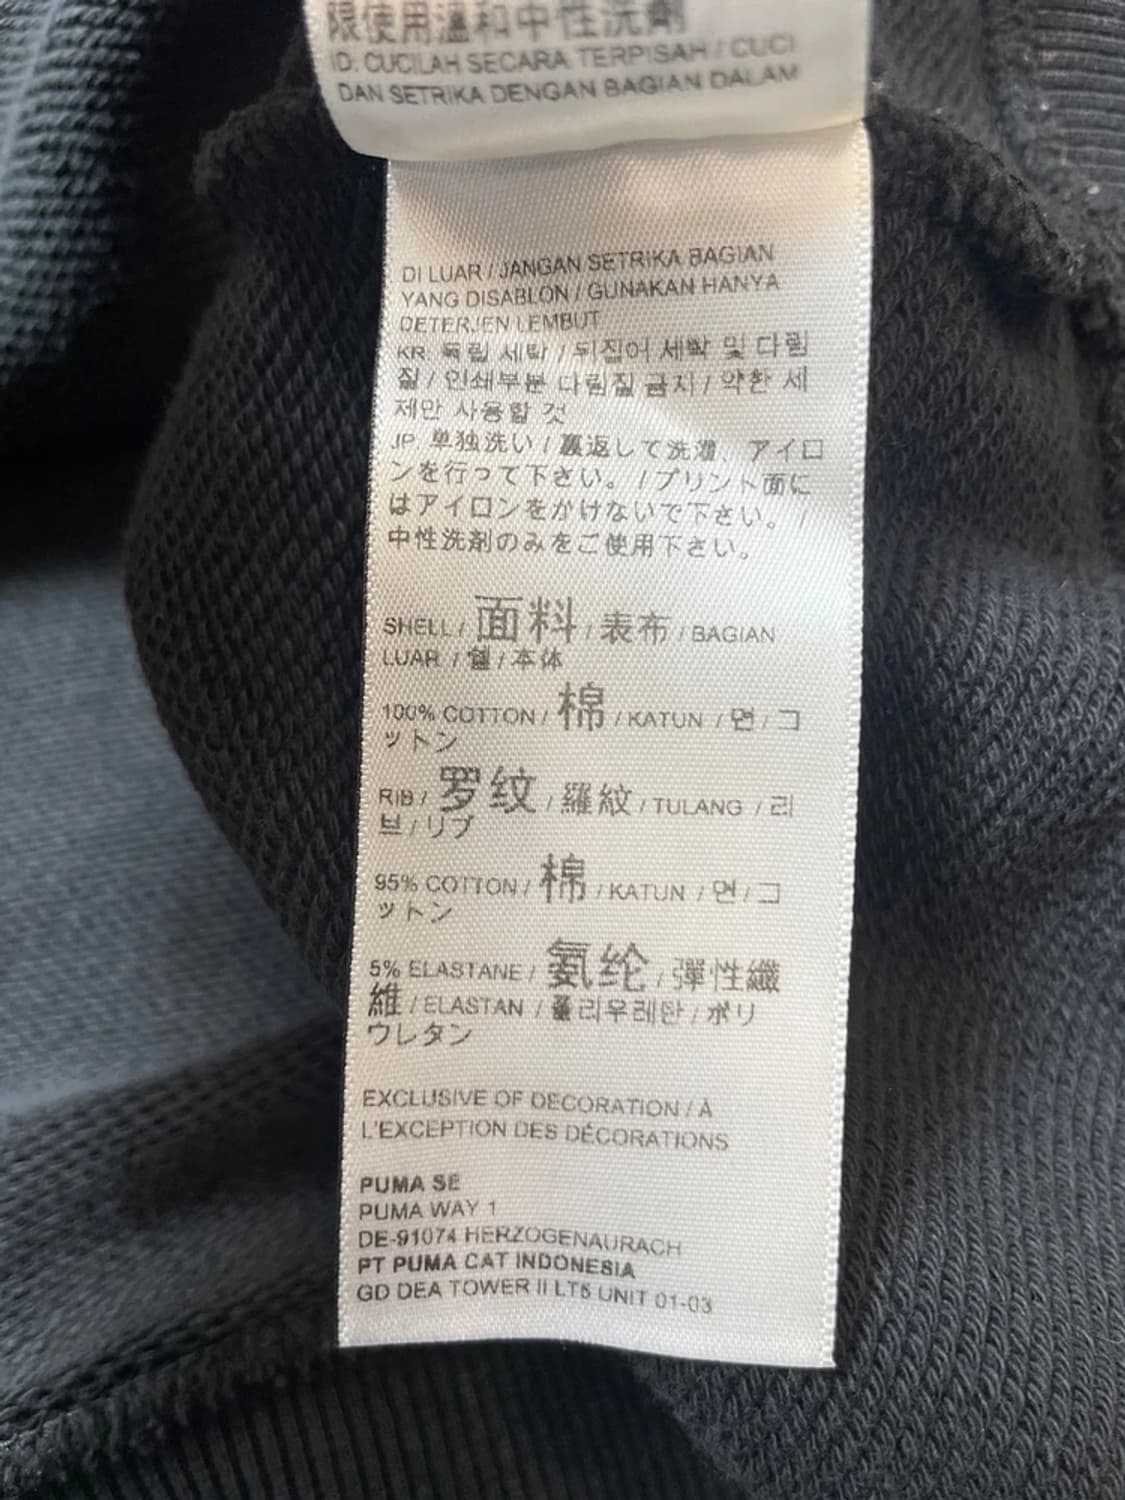 限使用溫和中性洗劑
ID: CUCILAH SECARA TERPISAH / CUCI
DAN SETRIKA DENGAN BAGIAN DALAM
DI LUAR / JANGAN SETRIKA BAGIAN
YANG DISABLON / GUNAKAN HANYA
DETERJEN LEMBUT
KR: 독립 세탁 / 뒤집어 세탁 및 다림
질 / 인쇄부분 다림질 금지 / 약한 세
제만 사용할 것
JP: 単独洗い / 裏返して洗濯、アイロ
ンを行って下さい。/ プリント面に
はアイロンをかけないで下さい。/
中性洗剤のみをご使用下さい。
SHELL / 面料 / 表布 / BAGIAN
LUAR / 쉘 / 本体
100% COTTON / 棉 / KATUN / 면 / コ
ットン
RIB / 罗纹 / 羅紋 / TULANG / 리
브 / リブ
95% COTTON / 棉 / KATUN / 면 / コ
ットン
5% ELASTANE / 氨纶 / 彈性纖
維 / ELASTAN / 폴리우레탄 / ポリ
ウレタン
EXCLUSIVE OF DECORATION / À
L'EXCEPTION DES DÉCORATIONS
PUMA SE
PUMA WAY 1
DE-91074 HERZOGENAURACH
PT PUMA CAT INDONESIA
GD DEA TOWER II LT5 UNIT 01-03